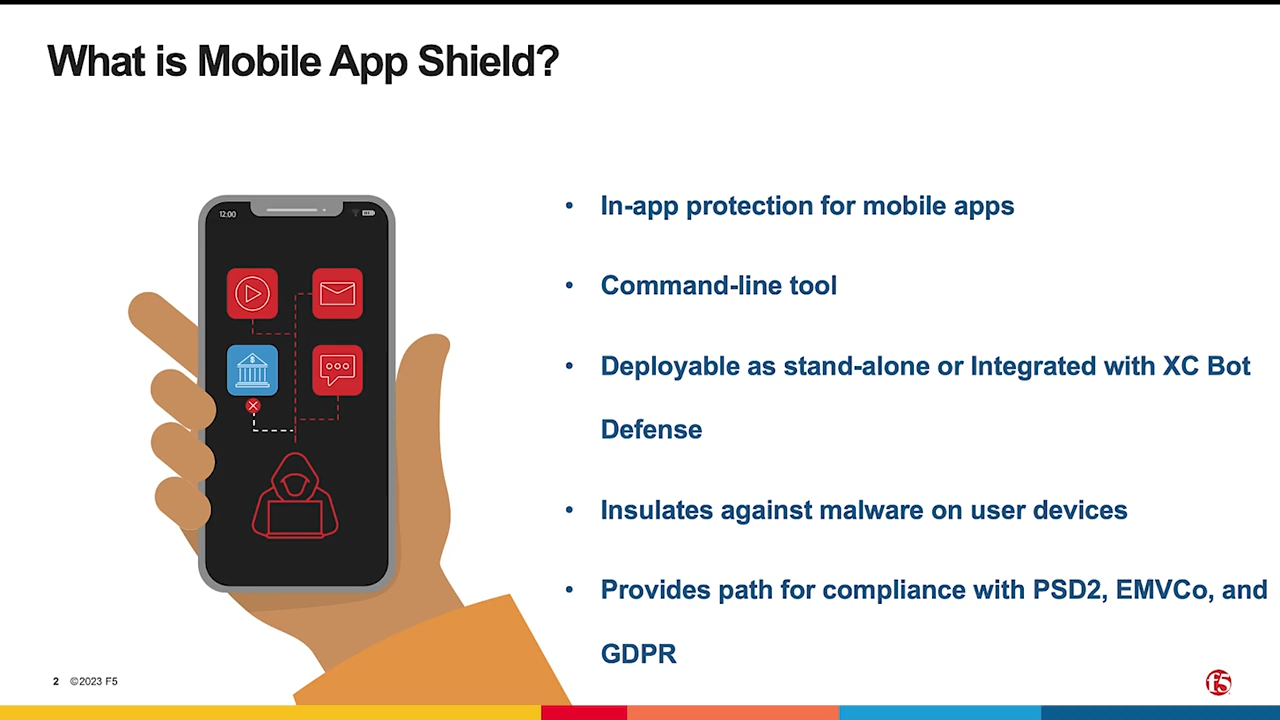 What is Mobile App Shield?
12:00
$
• In-app protection for mobile apps
• Command-line tool
• Deployable as stand-alone or Integrated with XC Bot
Defense
• Insulates against malware on user devices
• Provides path for compliance with PSD2, EMVCo, and
GDPR
2 ©2023 F5
f5